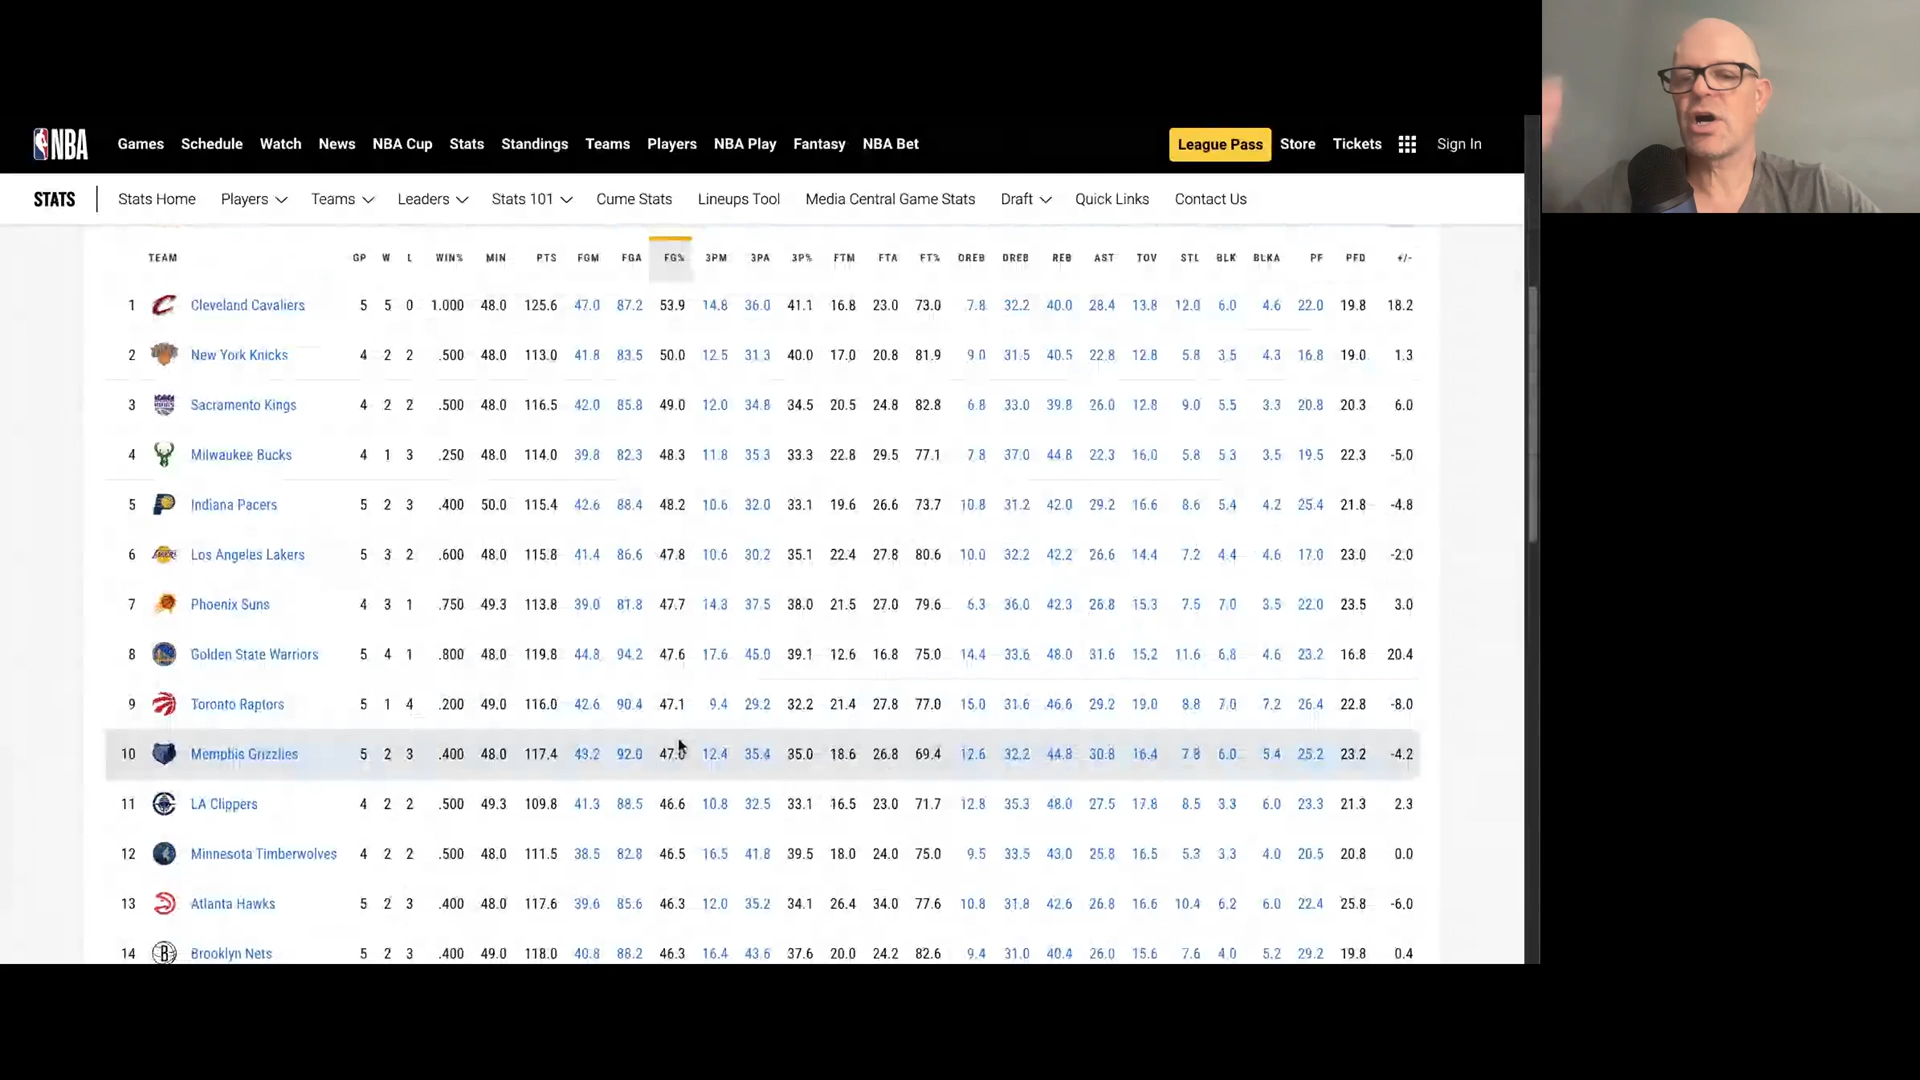 NBA Games Schedule Watch News NBA Cup Stats Standings Teams Players NBA Play Fantasy NBA Bet League Pass Store Tickets Sign In
STATS Stats Home Players Teams Leaders Stats 101 Cume Stats Lineups Tool Media Central Game Stats Draft Quick Links Contact Us
TEAM GP W L WIN% MIN PTS FGM FGA FG% 3PM 3PA 3P% FTM FTA FT% OREB DREB REB AST TOV STL BLK BLKA PF PFD +/-
1 Cleveland Cavaliers 5 5 0 1.000 48.0 125.6 47.0 87.2 53.9 14.8 36.0 41.1 16.8 23.0 73.0 7.8 32.2 40.0 28.4 13.8 12.0 6.0 4.6 22.0 19.8 18.2
2 New York Knicks 4 2 2 .500 48.0 113.0 41.8 83.5 50.0 12.5 31.3 40.0 17.0 20.8 81.9 9.0 31.5 40.5 22.8 12.8 5.8 3.5 4.3 16.8 19.0 1.3
3 Sacramento Kings 4 2 2 .500 48.0 116.5 42.0 85.8 49.0 12.0 34.8 34.5 20.5 24.8 82.8 6.8 33.0 39.8 26.0 12.8 9.0 5.5 3.3 20.8 20.3 6.0
4 Milwaukee Bucks 4 1 3 .250 48.0 114.0 39.8 82.3 48.3 11.8 35.3 33.3 22.8 29.5 77.1 7.8 37.0 44.8 22.3 16.0 5.8 5.3 3.5 19.5 22.3 -5.0
5 Indiana Pacers 5 2 3 .400 50.0 115.4 42.6 88.4 48.2 10.6 32.0 33.1 19.6 26.6 73.7 10.8 31.2 42.0 29.2 16.6 8.6 5.4 4.2 25.4 21.8 -4.8
6 Los Angeles Lakers 5 3 2 .600 48.0 115.8 41.4 86.6 47.8 10.6 30.2 35.1 22.4 27.8 80.6 10.0 32.2 42.2 26.6 14.4 7.2 4.4 4.6 17.0 23.0 -2.0
7 Phoenix Suns 4 3 1 .750 49.3 113.8 39.0 81.8 47.7 14.3 37.5 38.0 21.5 27.0 79.6 6.3 36.0 42.3 26.8 15.3 7.5 7.0 3.5 22.0 23.5 3.0
8 Golden State Warriors 5 4 1 .800 48.0 119.8 44.8 94.2 47.6 17.6 45.0 39.1 12.6 16.8 75.0 14.4 33.6 48.0 31.6 15.2 11.6 6.8 4.6 23.2 16.8 20.4
9 Toronto Raptors 5 1 4 .200 49.0 116.0 42.6 90.4 47.1 9.4 29.2 32.2 21.4 27.8 77.0 15.0 31.6 46.6 29.2 19.0 8.8 7.0 7.2 26.4 22.8 -8.0
10 Memphis Grizzlies 5 2 3 .400 48.0 117.4 43.2 92.0 47.0 12.4 35.4 35.0 18.6 26.8 69.4 12.6 32.2 44.8 30.8 16.4 7.8 6.0 5.4 25.2 23.2 -4.2
11 LA Clippers 4 2 2 .500 49.3 109.8 41.3 88.5 46.6 10.8 32.5 33.1 16.5 23.0 71.7 12.8 35.3 48.0 27.5 17.8 8.5 3.3 6.0 23.3 21.3 2.3
12 Minnesota Timberwolves 4 2 2 .500 48.0 111.5 38.5 82.8 46.5 16.5 41.8 39.5 18.0 24.0 75.0 9.5 33.5 43.0 25.8 16.5 5.3 3.3 4.0 20.5 20.8 0.0
13 Atlanta Hawks 5 2 3 .400 48.0 117.6 39.6 85.6 46.3 12.0 35.2 34.1 26.4 34.0 77.6 10.8 31.8 42.6 26.8 16.6 10.4 6.2 6.0 22.4 25.8 -6.0
14 Brooklyn Nets 5 2 3 .400 49.0 118.0 40.8 88.2 46.3 16.4 43.6 37.6 20.0 24.2 82.6 9.4 31.0 40.4 26.0 15.6 7.6 4.0 5.2 29.2 19.8 0.4